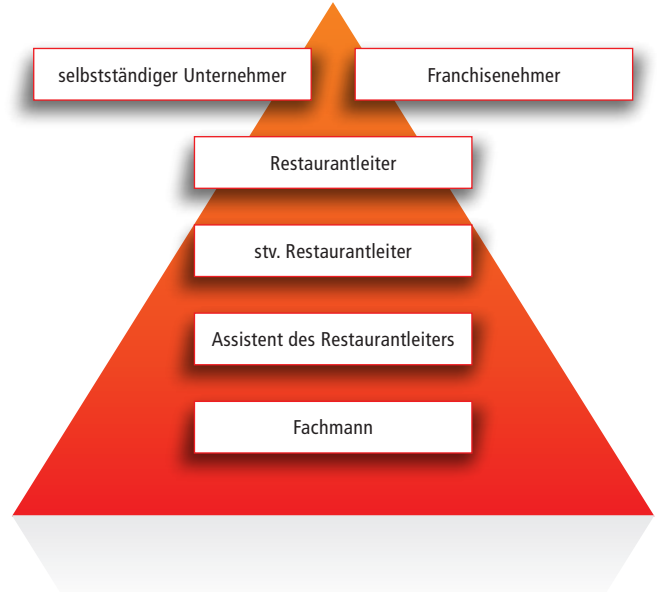 selbstständiger Unternehmer
Franchisenehmer
Restaurantleiter
stv. Restaurantleiter
Assistent des Restaurantleiters
Fachmann